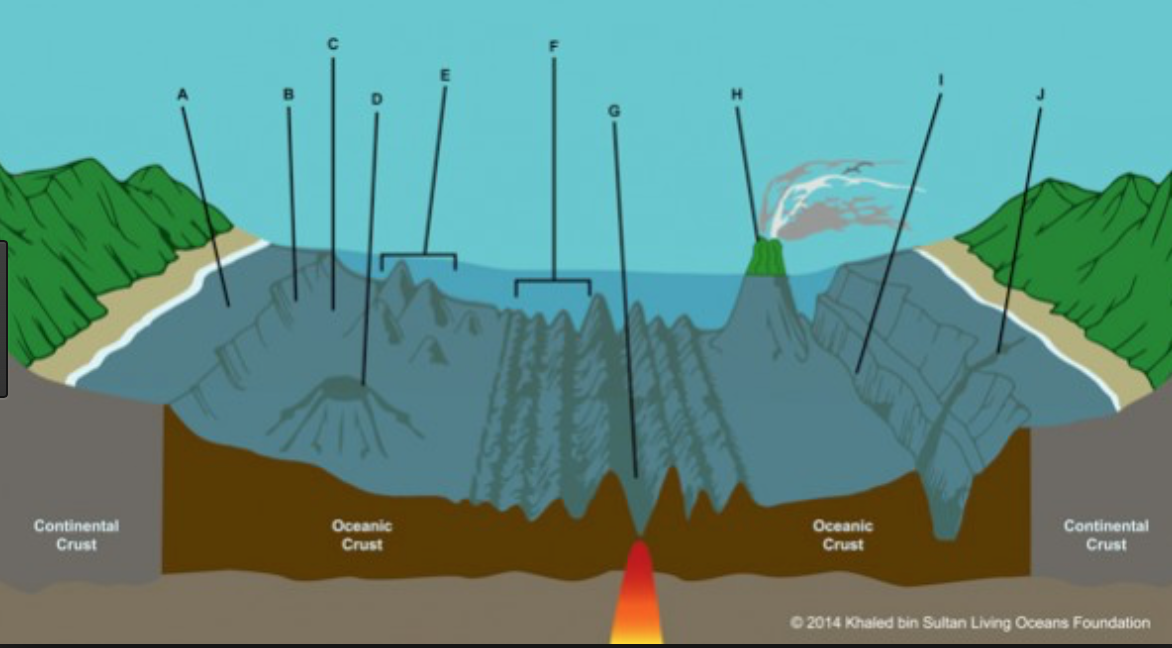 C
F
E
A
B
D
G
H
I
J
Continental
Crust
Oceanic
Crust
Oceanic
Crust
Continental
Crust
© 2014 Khaled bin Sultan Living Oceans Foundation